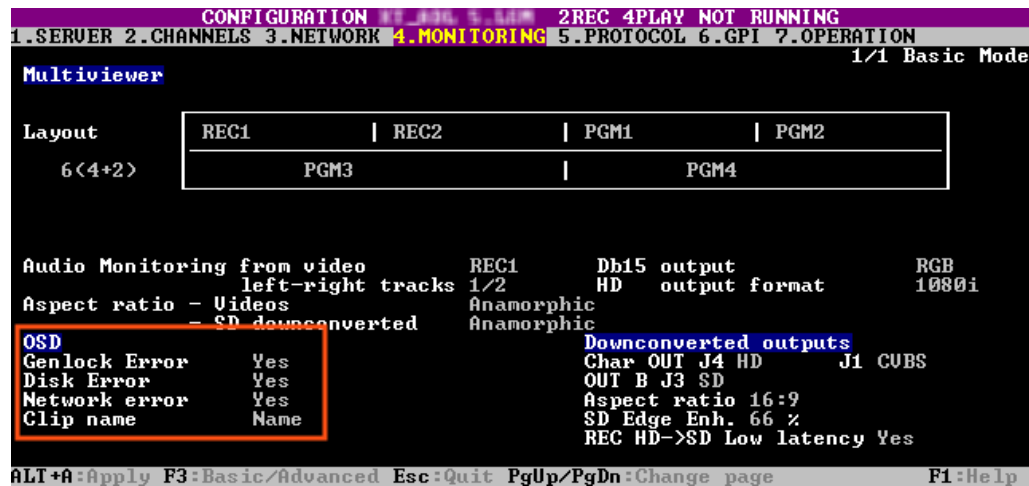 CONFIGURATION 2REC 4PLAY NOT RUNNING
1.SERVER 2.CHANNELS 3.NETWORK 4.MONITORING 5.PROTOCOL 6.GPI 7.OPERATION
1/1 Basic Mode
Multiviewer
Layout REC1 | REC2 | PGM1 | PGM2
6(4+2) PGM3 | PGM4
Audio Monitoring from video REC1 Db15 output RGB
left-right tracks 1/2 HD output format 1080i
Aspect ratio - Videos Anamorphic
- SD downconverted Anamorphic
OSD Downconverted outputs
Genlock Error Yes Char OUT J4 HD J1 CVBS
Disk Error Yes OUT B J3 SD
Network error Yes Aspect ratio 16:9
Clip name Name SD Edge Enh. 66 %
REC HD->SD Low latency Yes
ALT+A:Apply F3:Basic/Advanced Esc:Quit PgUp/PgDn:Change page F1:Help